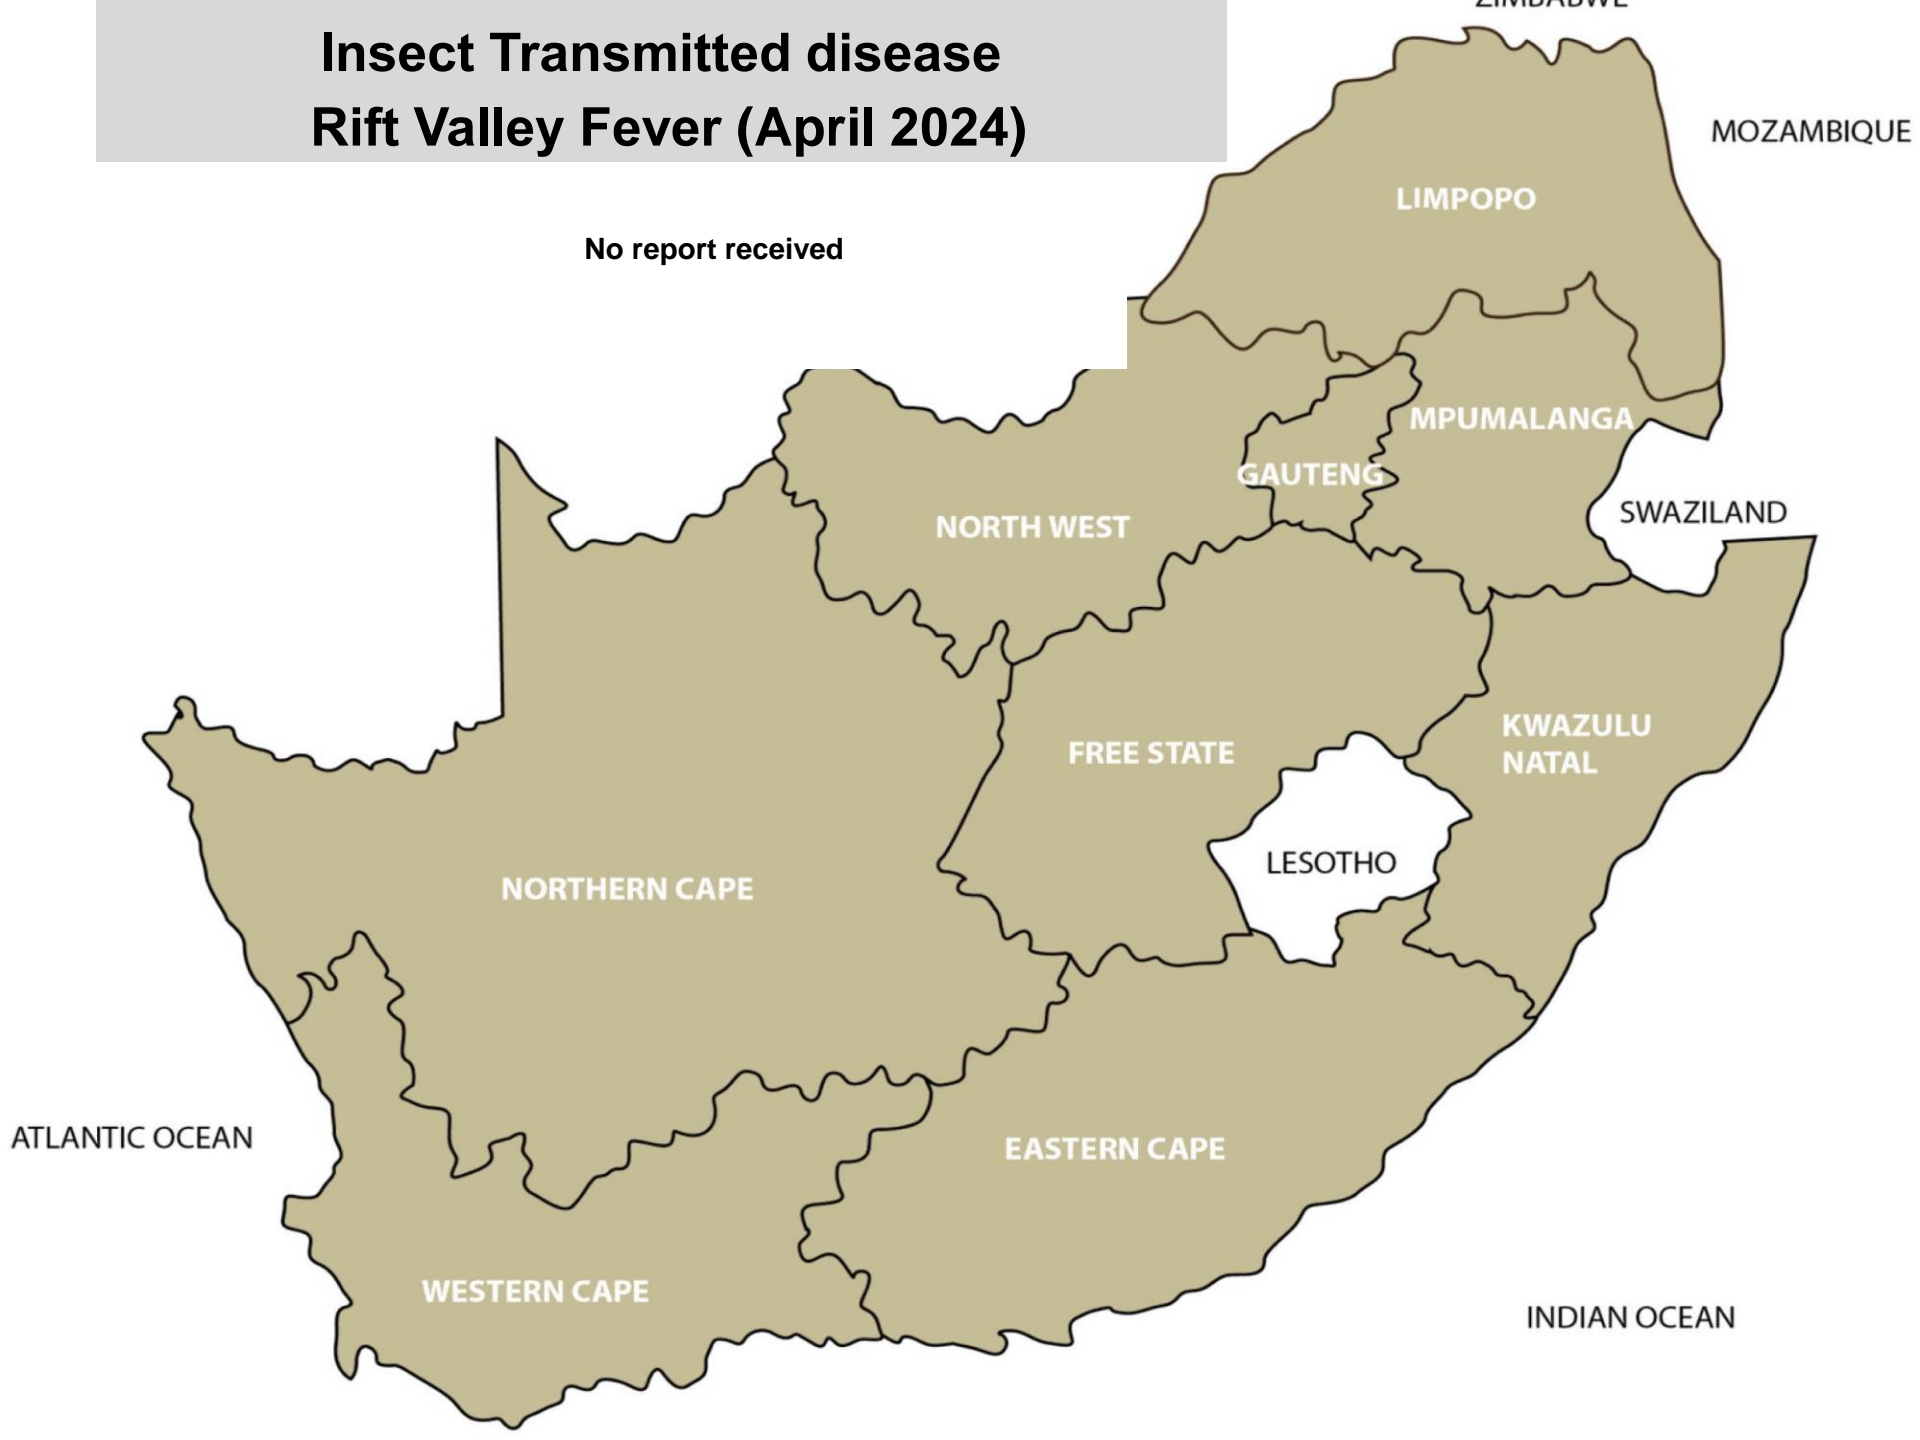 ZIMBABWE
Insect Transmitted disease
Rift Valley Fever (April 2024)
MOZAMBIQUE
LIMPOPO
No report received
MPUMALANGA
GAUTENG
SWAZILAND
NORTH WEST
KWAZULU
NATAL
FREE STATE
LESOTHO
NORTHERN CAPE
ATLANTIC OCEAN
EASTERN CAPE
WESTERN CAPE
INDIAN OCEAN